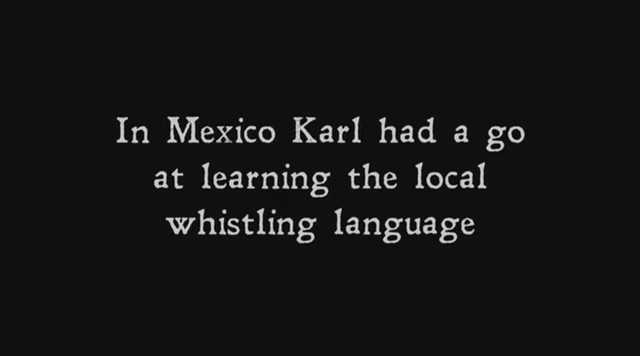 In Mexico Karl had a go
at learning the local
whistling language